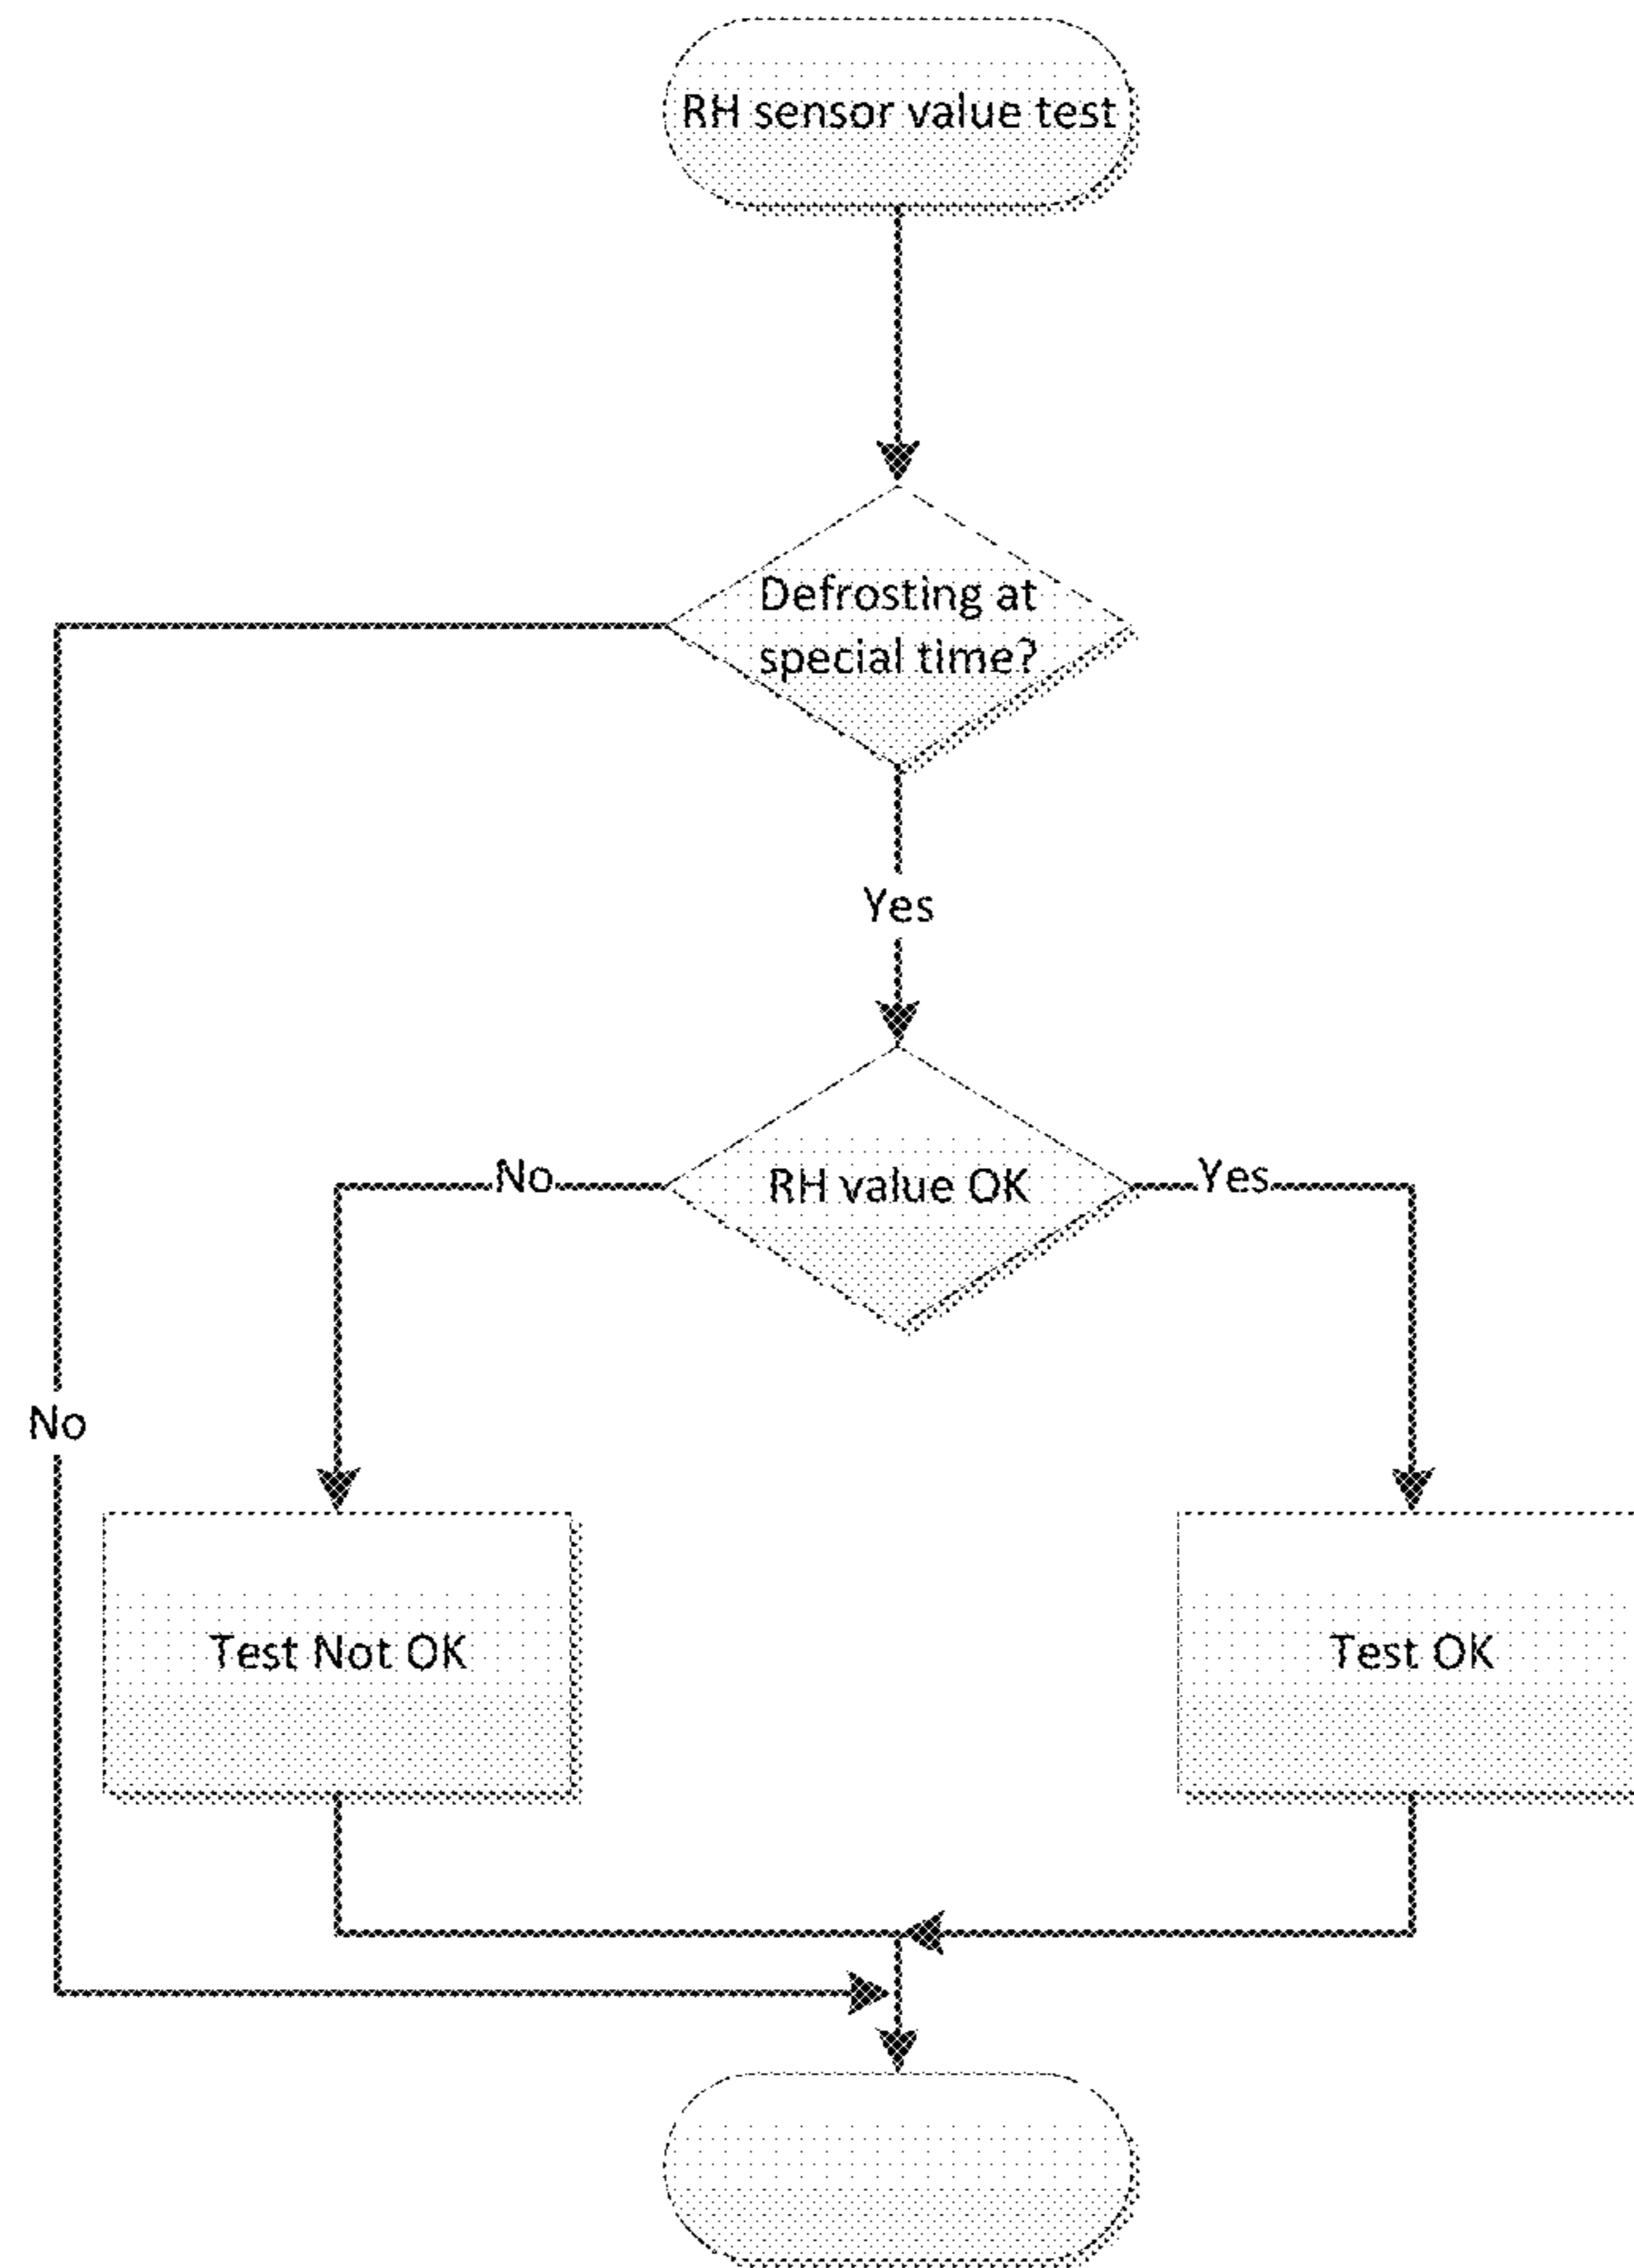 RH sensor value test
Defrosting at
special time?
Yes
No
RH value OK
Yes
No
Test Not OK
Test OK